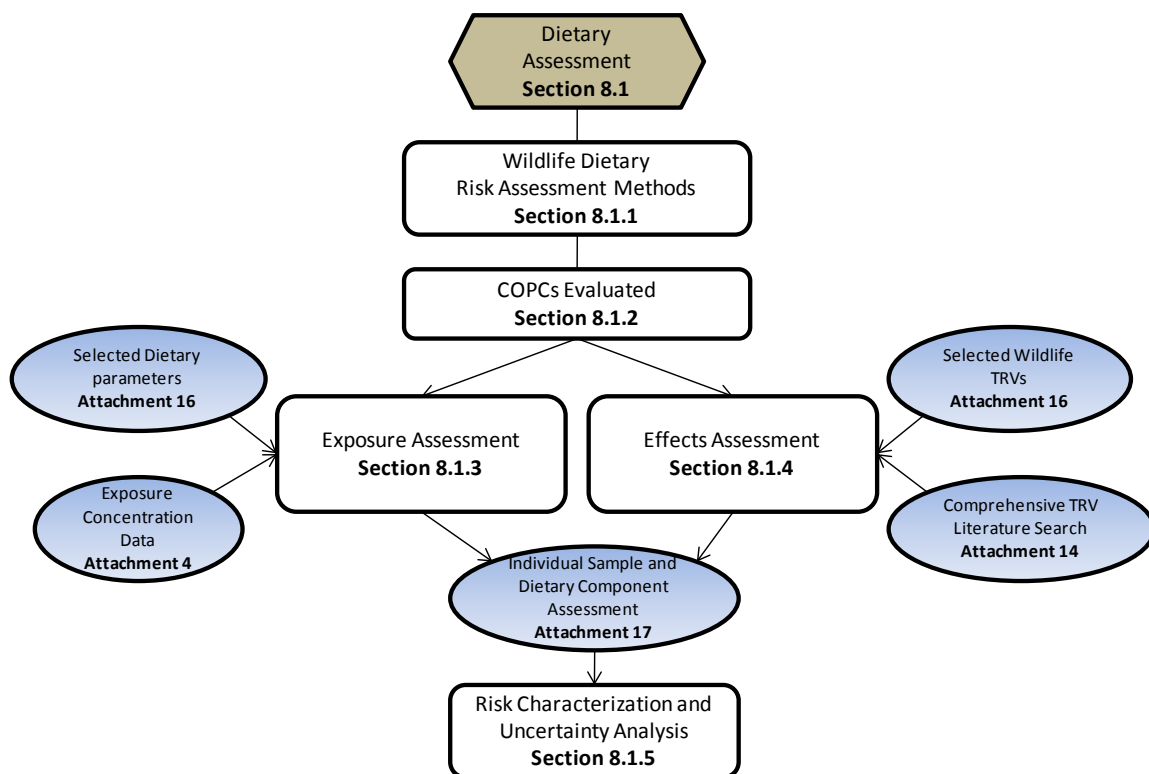 Dietary
Assessment
Section 8.1
Wildlife Dietary
Risk Assessment Methods
Section 8.1.1
COPCs Evaluated
Section 8.1.2
Selected Dietary
parameters
Attachment 16
Selected Wildlife
TRVs
Attachment 16
Exposure Assessment
Section 8.1.3
Effects Assessment
Section 8.1.4
Exposure
Concentration
Data
Attachment 4
Comprehensive TRV
Literature Search
Attachment 14
Individual Sample and
Dietary Component
Assessment
Attachment 17
Risk Characterization and
Uncertainty Analysis
Section 8.1.5